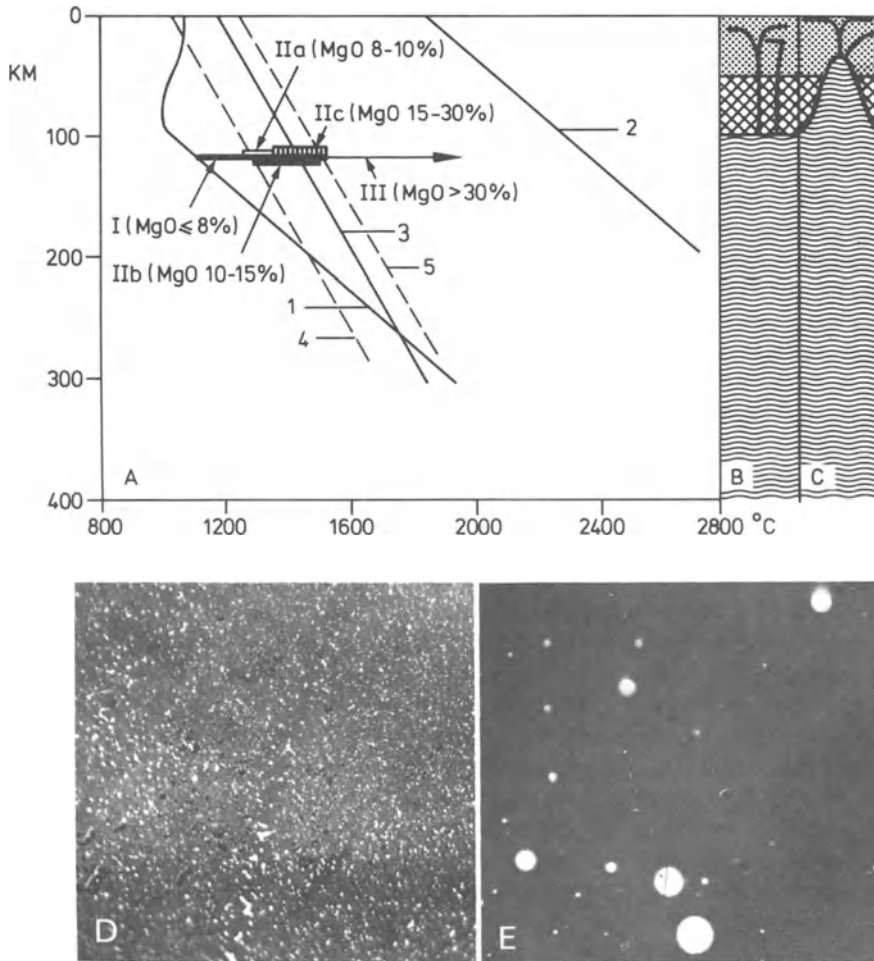 0
KM
IIa (MgO 8-10%)
IIc (MgO 15-30%)
100
2
III (MgO > 30%)
I (MgO ⩽ 8%)
3
200
IIb (MgO 10-15%)
5
1
4
300
A
B
C
400
800 1200 1600 2000 2400 2800 °C
D
E